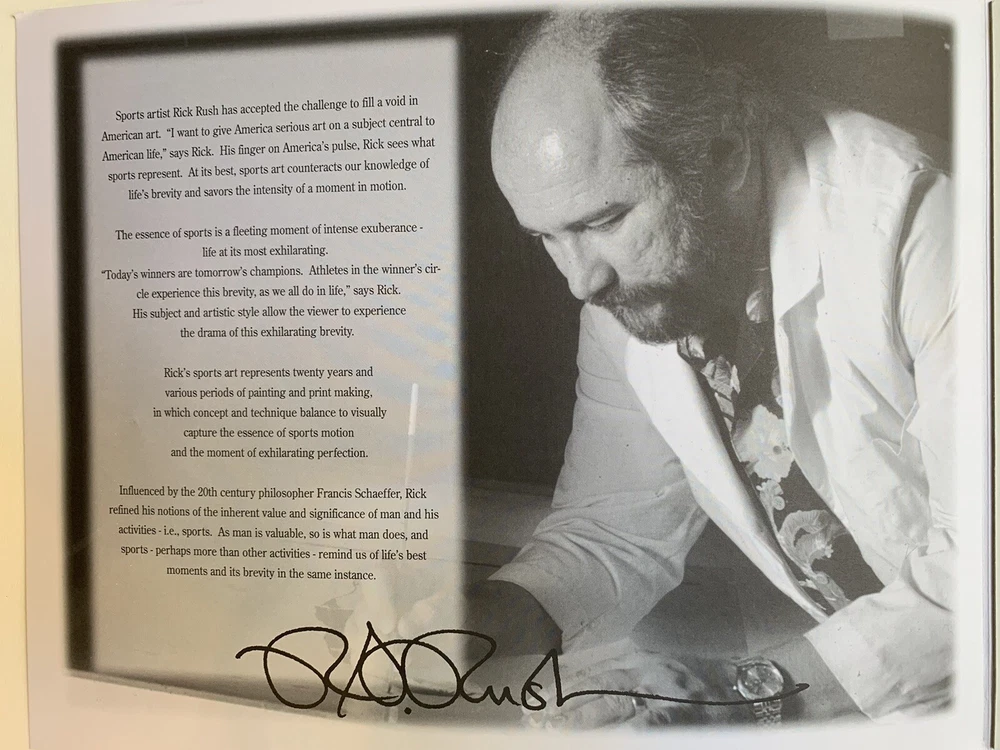 Sports artist Rick Rush has accepted the challenge to fill a void in
American art. "I want to give America serious art on a subject central to
American life," says Rick. His finger on America's pulse, Rick sees what
sports represent. At its best, sports art counteracts our knowledge of
life's brevity and savors the intensity of a moment in motion.
The essence of sports is a fleeting moment of intense exuberance -
life at its most exhilarating.
"Today's winners are tomorrow's champions. Athletes in the winner's cir-
cle experience this brevity, as we all do in life," says Rick.
His subject and artistic style allow the viewer to experience
the drama of this exhilarating brevity.
Rick's sports art represents twenty years and
various periods of painting and print making,
in which concept and technique balance to visually
capture the essence of sports motion
and the moment of exhilarating perfection.
Influenced by the 20th century philosopher Francis Schaeffer, Rick
refined his notions of the inherent value and significance of man and his
activities - i.e., sports. As man is valuable, so is what man does, and
sports - perhaps more than other activities - remind us of life's best
moments and its brevity in the same instance.
R.A. Rush